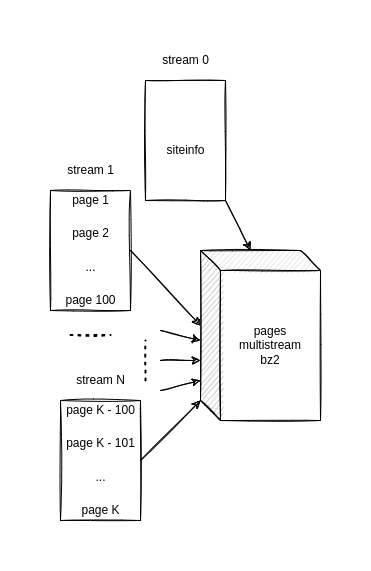 stream 0
siteinfo
stream 1
page 1
page 2
...
page 100
pages
multistream
bz2
stream N
page K - 100
page K - 101
...
page K